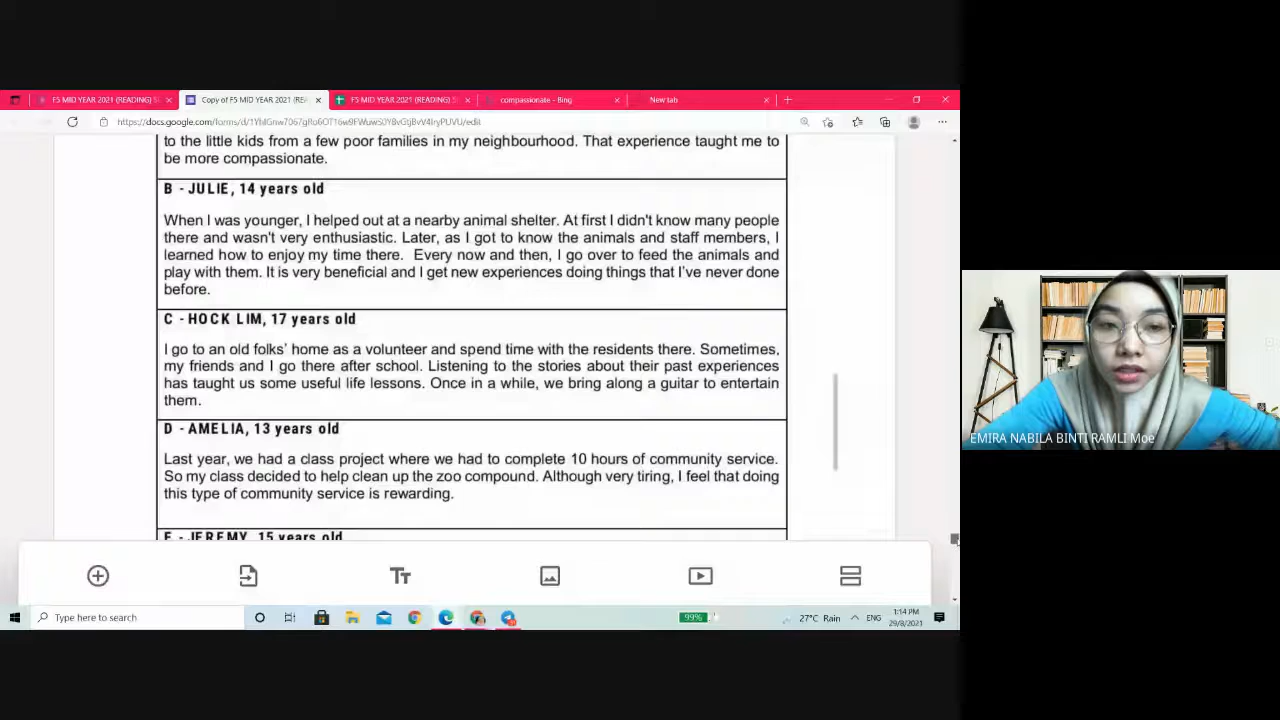 F5 MID YEAR 2021 (READING) S
Copy of F5 MID YEAR 2021 (RE
F5 MID YEAR 2021 (READING) S
compassionate - Bing
New tab
to the little kids from a few poor families in my neighbourhood. That experience taught me to
be more compassionate.
B - JULIE, 14 years old
When I was younger, I helped out at a nearby animal shelter. At first I didn't know many people
there and wasn't very enthusiastic. Later, as I got to know the animals and staff members, I
learned how to enjoy my time there. Every now and then, I go over to feed the animals and
play with them. It is very beneficial and I get new experiences doing things that I've never done
before.
C - HOCK LIM, 17 years old
I go to an old folks' home as a volunteer and spend time with the residents there. Sometimes,
my friends and I go there after school. Listening to the stories about their past experiences
has taught us some useful life lessons. Once in a while, we bring along a guitar to entertain
them.
D - AMELIA, 13 years old
Last year, we had a class project where we had to complete 10 hours of community service.
So my class decided to help clean up the zoo compound. Although very tiring, I feel that doing
this type of community service is rewarding.
E - JEREMY, 15 years old
Tт
EMIRA NABILA BINTI RAMLI Moe
Type here to search
99%
27°C Rain
ENG
1:14 PM
29/8/2021